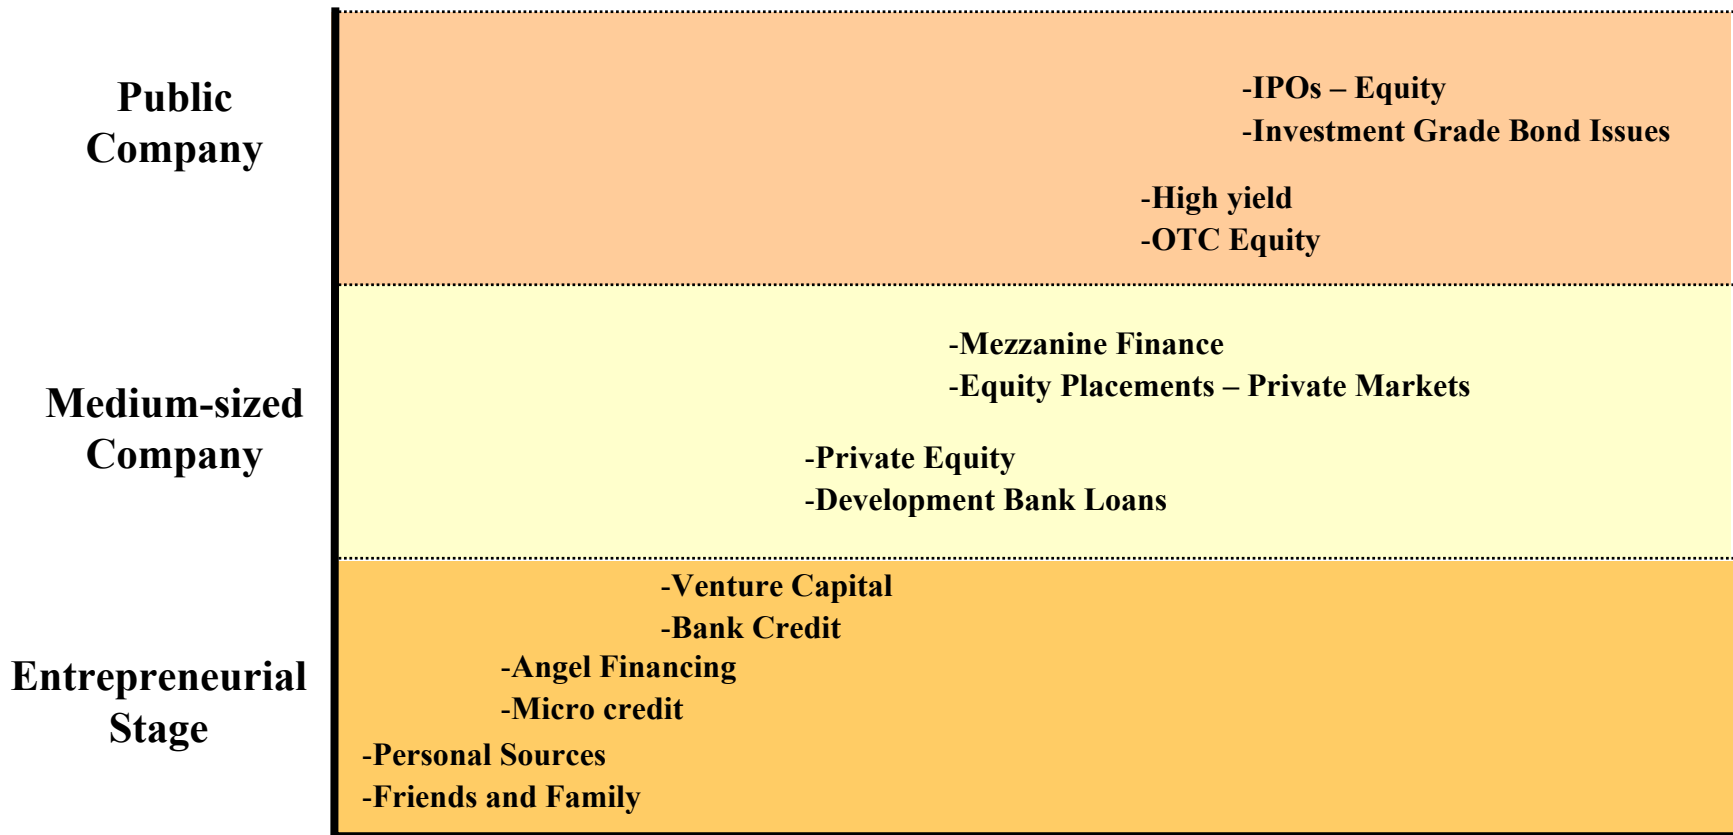 Public
Company
-IPOs – Equity
-Investment Grade Bond Issues
-High yield
-OTC Equity
Medium-sized
Company
-Mezzanine Finance
-Equity Placements – Private Markets
-Private Equity
-Development Bank Loans
Entrepreneurial
Stage
-Venture Capital
-Bank Credit
-Angel Financing
-Micro credit
-Personal Sources
-Friends and Family